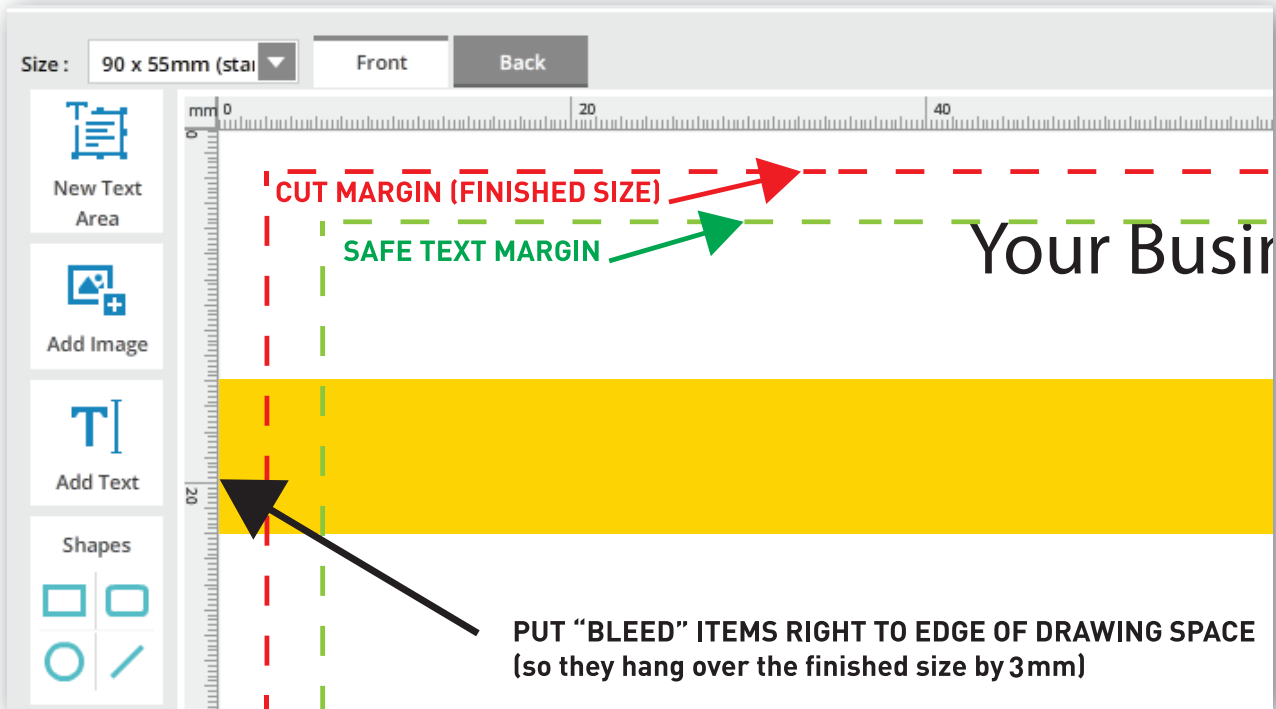 Size :
90 x 55mm (sta
Front
Back
mm 0
20
40
0
New Text
Area
CUT MARGIN (FINISHED SIZE)
SAFE TEXT MARGIN
Your Busin
Add Image
Add Text
20
Shapes
PUT “BLEED” ITEMS RIGHT TO EDGE OF DRAWING SPACE
(so they hang over the finished size by 3mm)